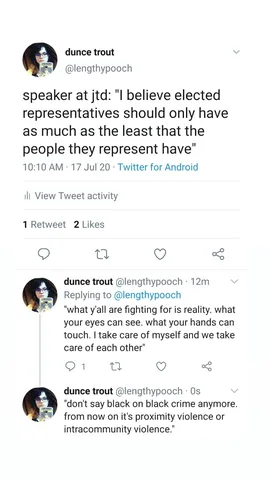 dunce trout
@lengthypooch
speaker at jtd: "I believe elected
representatives should only have
as much as the least that the
people they represent have"
10:10 AM · 17 Jul 20 · Twitter for Android
View Tweet activity
1 Retweet 2 Likes
dunce trout @lengthypooch · 12m
Replying to @lengthypooch
"what y'all are fighting for is reality. what
your eyes can see. what your hands can
touch. I take care of myself and we take
care of each other"
1
dunce trout @lengthypooch · 0s
"don't say black on black crime anymore.
from now on it's proximity violence or
intracommunity violence."